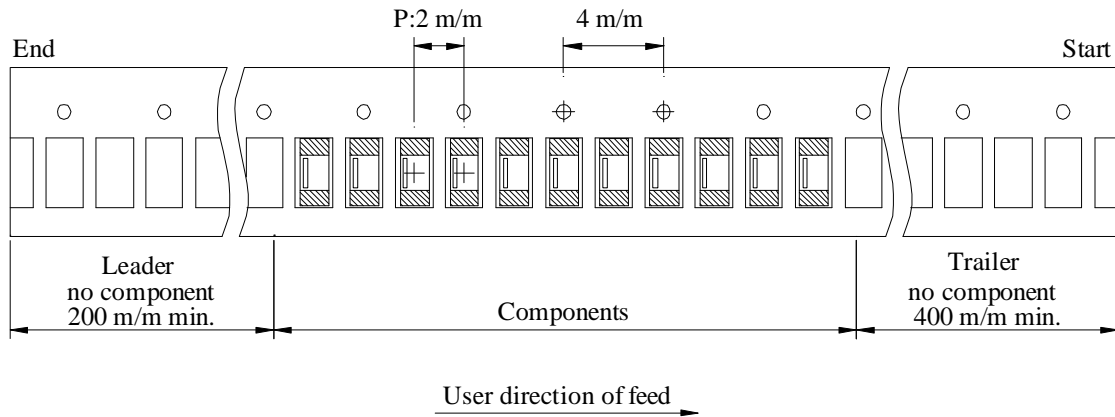 P:2 m/m
4 m/m
End
Start
Leader
no component
200 m/m min.
Components
Trailer
no component
400 m/m min.
User direction of feed